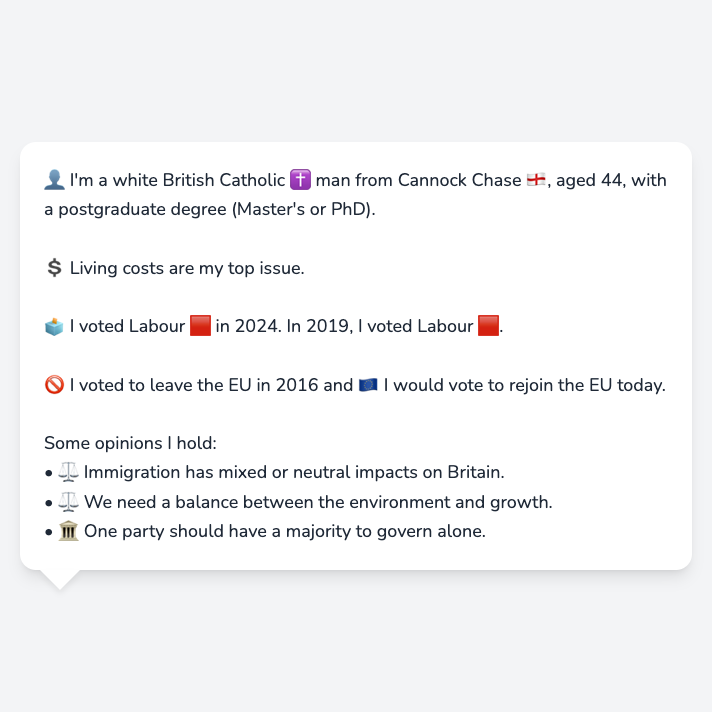 👤 I'm a white British Catholic ✝️ man from Cannock Chase 🏴󠁧󠁢󠁥󠁮󠁧󠁿, aged 44, with
a postgraduate degree (Master's or PhD).
💲 Living costs are my top issue.
🗳️ I voted Labour 🟥 in 2024. In 2019, I voted Labour 🟥.
🚫 I voted to leave the EU in 2016 and 🇪🇺 I would vote to rejoin the EU today.
Some opinions I hold:
• ⚖️ Immigration has mixed or neutral impacts on Britain.
• ⚖️ We need a balance between the environment and growth.
• 🏛️ One party should have a majority to govern alone.